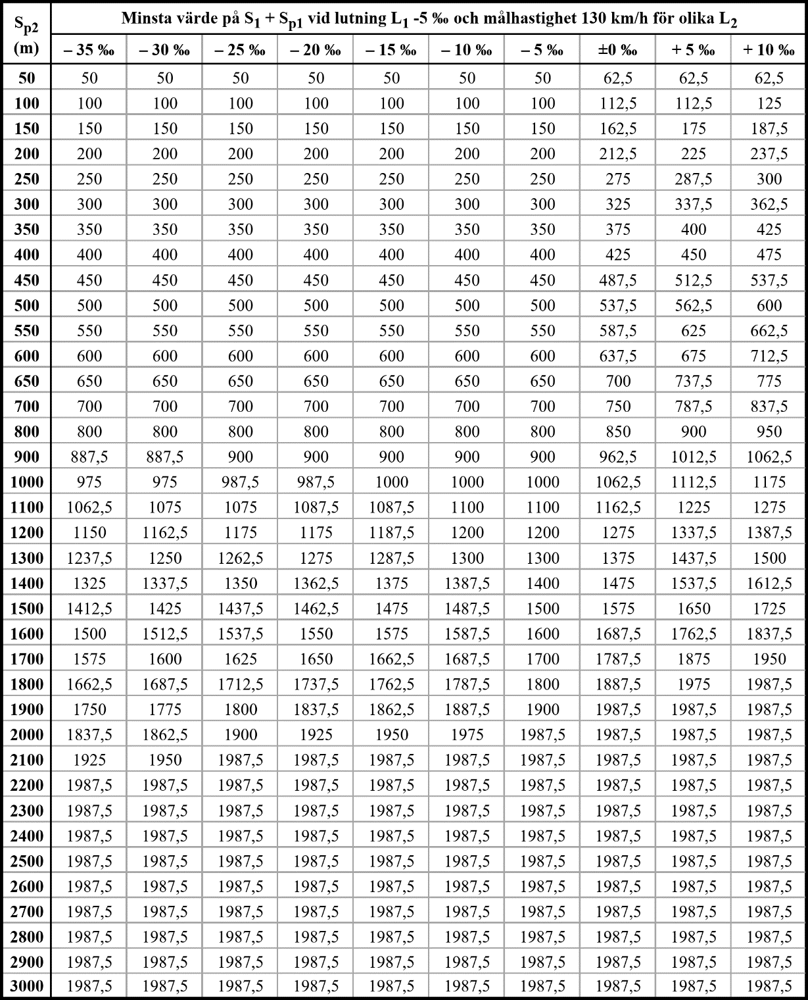 S_p2 (m) Minsta värde på S_1 + S_p1 vid lutning L_1 -5 ‰ och målhastighet 130 km/h för olika L_2
– 35 ‰ – 30 ‰ – 25 ‰ – 20 ‰ – 15 ‰ – 10 ‰ – 5 ‰ ±0 ‰ + 5 ‰ + 10 ‰
50 50 50 50 50 50 50 50 62,5 62,5 62,5
100 100 100 100 100 100 100 100 112,5 112,5 125
150 150 150 150 150 150 150 150 162,5 175 187,5
200 200 200 200 200 200 200 200 212,5 225 237,5
250 250 250 250 250 250 250 250 275 287,5 300
300 300 300 300 300 300 300 300 325 337,5 362,5
350 350 350 350 350 350 350 350 375 400 425
400 400 400 400 400 400 400 400 425 450 475
450 450 450 450 450 450 450 450 487,5 512,5 537,5
500 500 500 500 500 500 500 500 537,5 562,5 600
550 550 550 550 550 550 550 550 587,5 625 662,5
600 600 600 600 600 600 600 600 637,5 675 712,5
650 650 650 650 650 650 650 650 700 737,5 775
700 700 700 700 700 700 700 700 750 787,5 837,5
800 800 800 800 800 800 800 800 850 900 950
900 887,5 887,5 900 900 900 900 900 962,5 1012,5 1062,5
1000 975 975 987,5 987,5 1000 1000 1000 1062,5 1112,5 1175
1100 1062,5 1075 1075 1087,5 1087,5 1100 1100 1162,5 1225 1275
1200 1150 1162,5 1175 1175 1187,5 1200 1200 1275 1337,5 1387,5
1300 1237,5 1250 1262,5 1275 1287,5 1300 1300 1375 1437,5 1500
1400 1325 1337,5 1350 1362,5 1375 1387,5 1400 1475 1537,5 1612,5
1500 1412,5 1425 1437,5 1462,5 1475 1487,5 1500 1575 1650 1725
1600 1500 1512,5 1537,5 1550 1575 1587,5 1600 1687,5 1762,5 1837,5
1700 1575 1600 1625 1650 1662,5 1687,5 1700 1787,5 1875 1950
1800 1662,5 1687,5 1712,5 1737,5 1762,5 1787,5 1800 1887,5 1975 1987,5
1900 1750 1775 1800 1837,5 1862,5 1887,5 1900 1987,5 1987,5 1987,5
2000 1837,5 1862,5 1900 1925 1950 1975 1987,5 1987,5 1987,5 1987,5
2100 1925 1950 1987,5 1987,5 1987,5 1987,5 1987,5 1987,5 1987,5 1987,5
2200 1987,5 1987,5 1987,5 1987,5 1987,5 1987,5 1987,5 1987,5 1987,5 1987,5
2300 1987,5 1987,5 1987,5 1987,5 1987,5 1987,5 1987,5 1987,5 1987,5 1987,5
2400 1987,5 1987,5 1987,5 1987,5 1987,5 1987,5 1987,5 1987,5 1987,5 1987,5
2500 1987,5 1987,5 1987,5 1987,5 1987,5 1987,5 1987,5 1987,5 1987,5 1987,5
2600 1987,5 1987,5 1987,5 1987,5 1987,5 1987,5 1987,5 1987,5 1987,5 1987,5
2700 1987,5 1987,5 1987,5 1987,5 1987,5 1987,5 1987,5 1987,5 1987,5 1987,5
2800 1987,5 1987,5 1987,5 1987,5 1987,5 1987,5 1987,5 1987,5 1987,5 1987,5
2900 1987,5 1987,5 1987,5 1987,5 1987,5 1987,5 1987,5 1987,5 1987,5 1987,5
3000 1987,5 1987,5 1987,5 1987,5 1987,5 1987,5 1987,5 1987,5 1987,5 1987,5